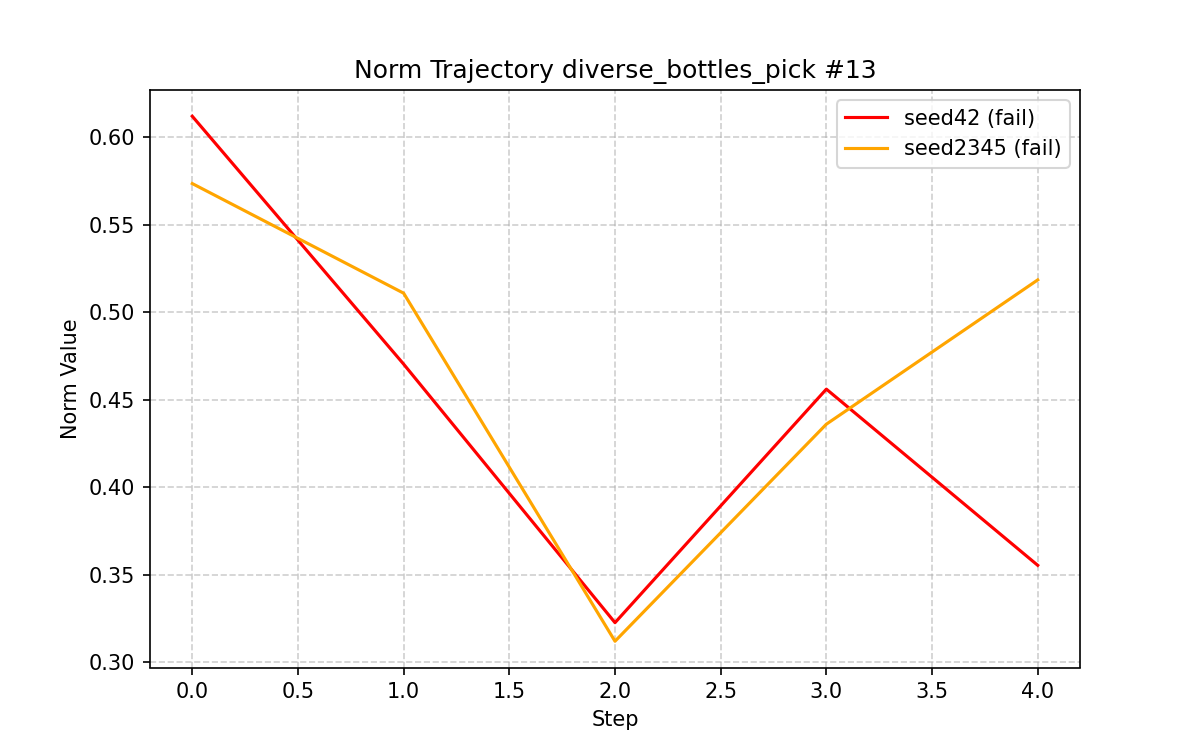 Norm Trajectory diverse_bottles_pick #13
seed42 (fail)
seed2345 (fail)
Norm Value
0.60
0.55
0.50
0.45
0.40
0.35
0.30
0.0 0.5 1.0 1.5 2.0 2.5 3.0 3.5 4.0
Step